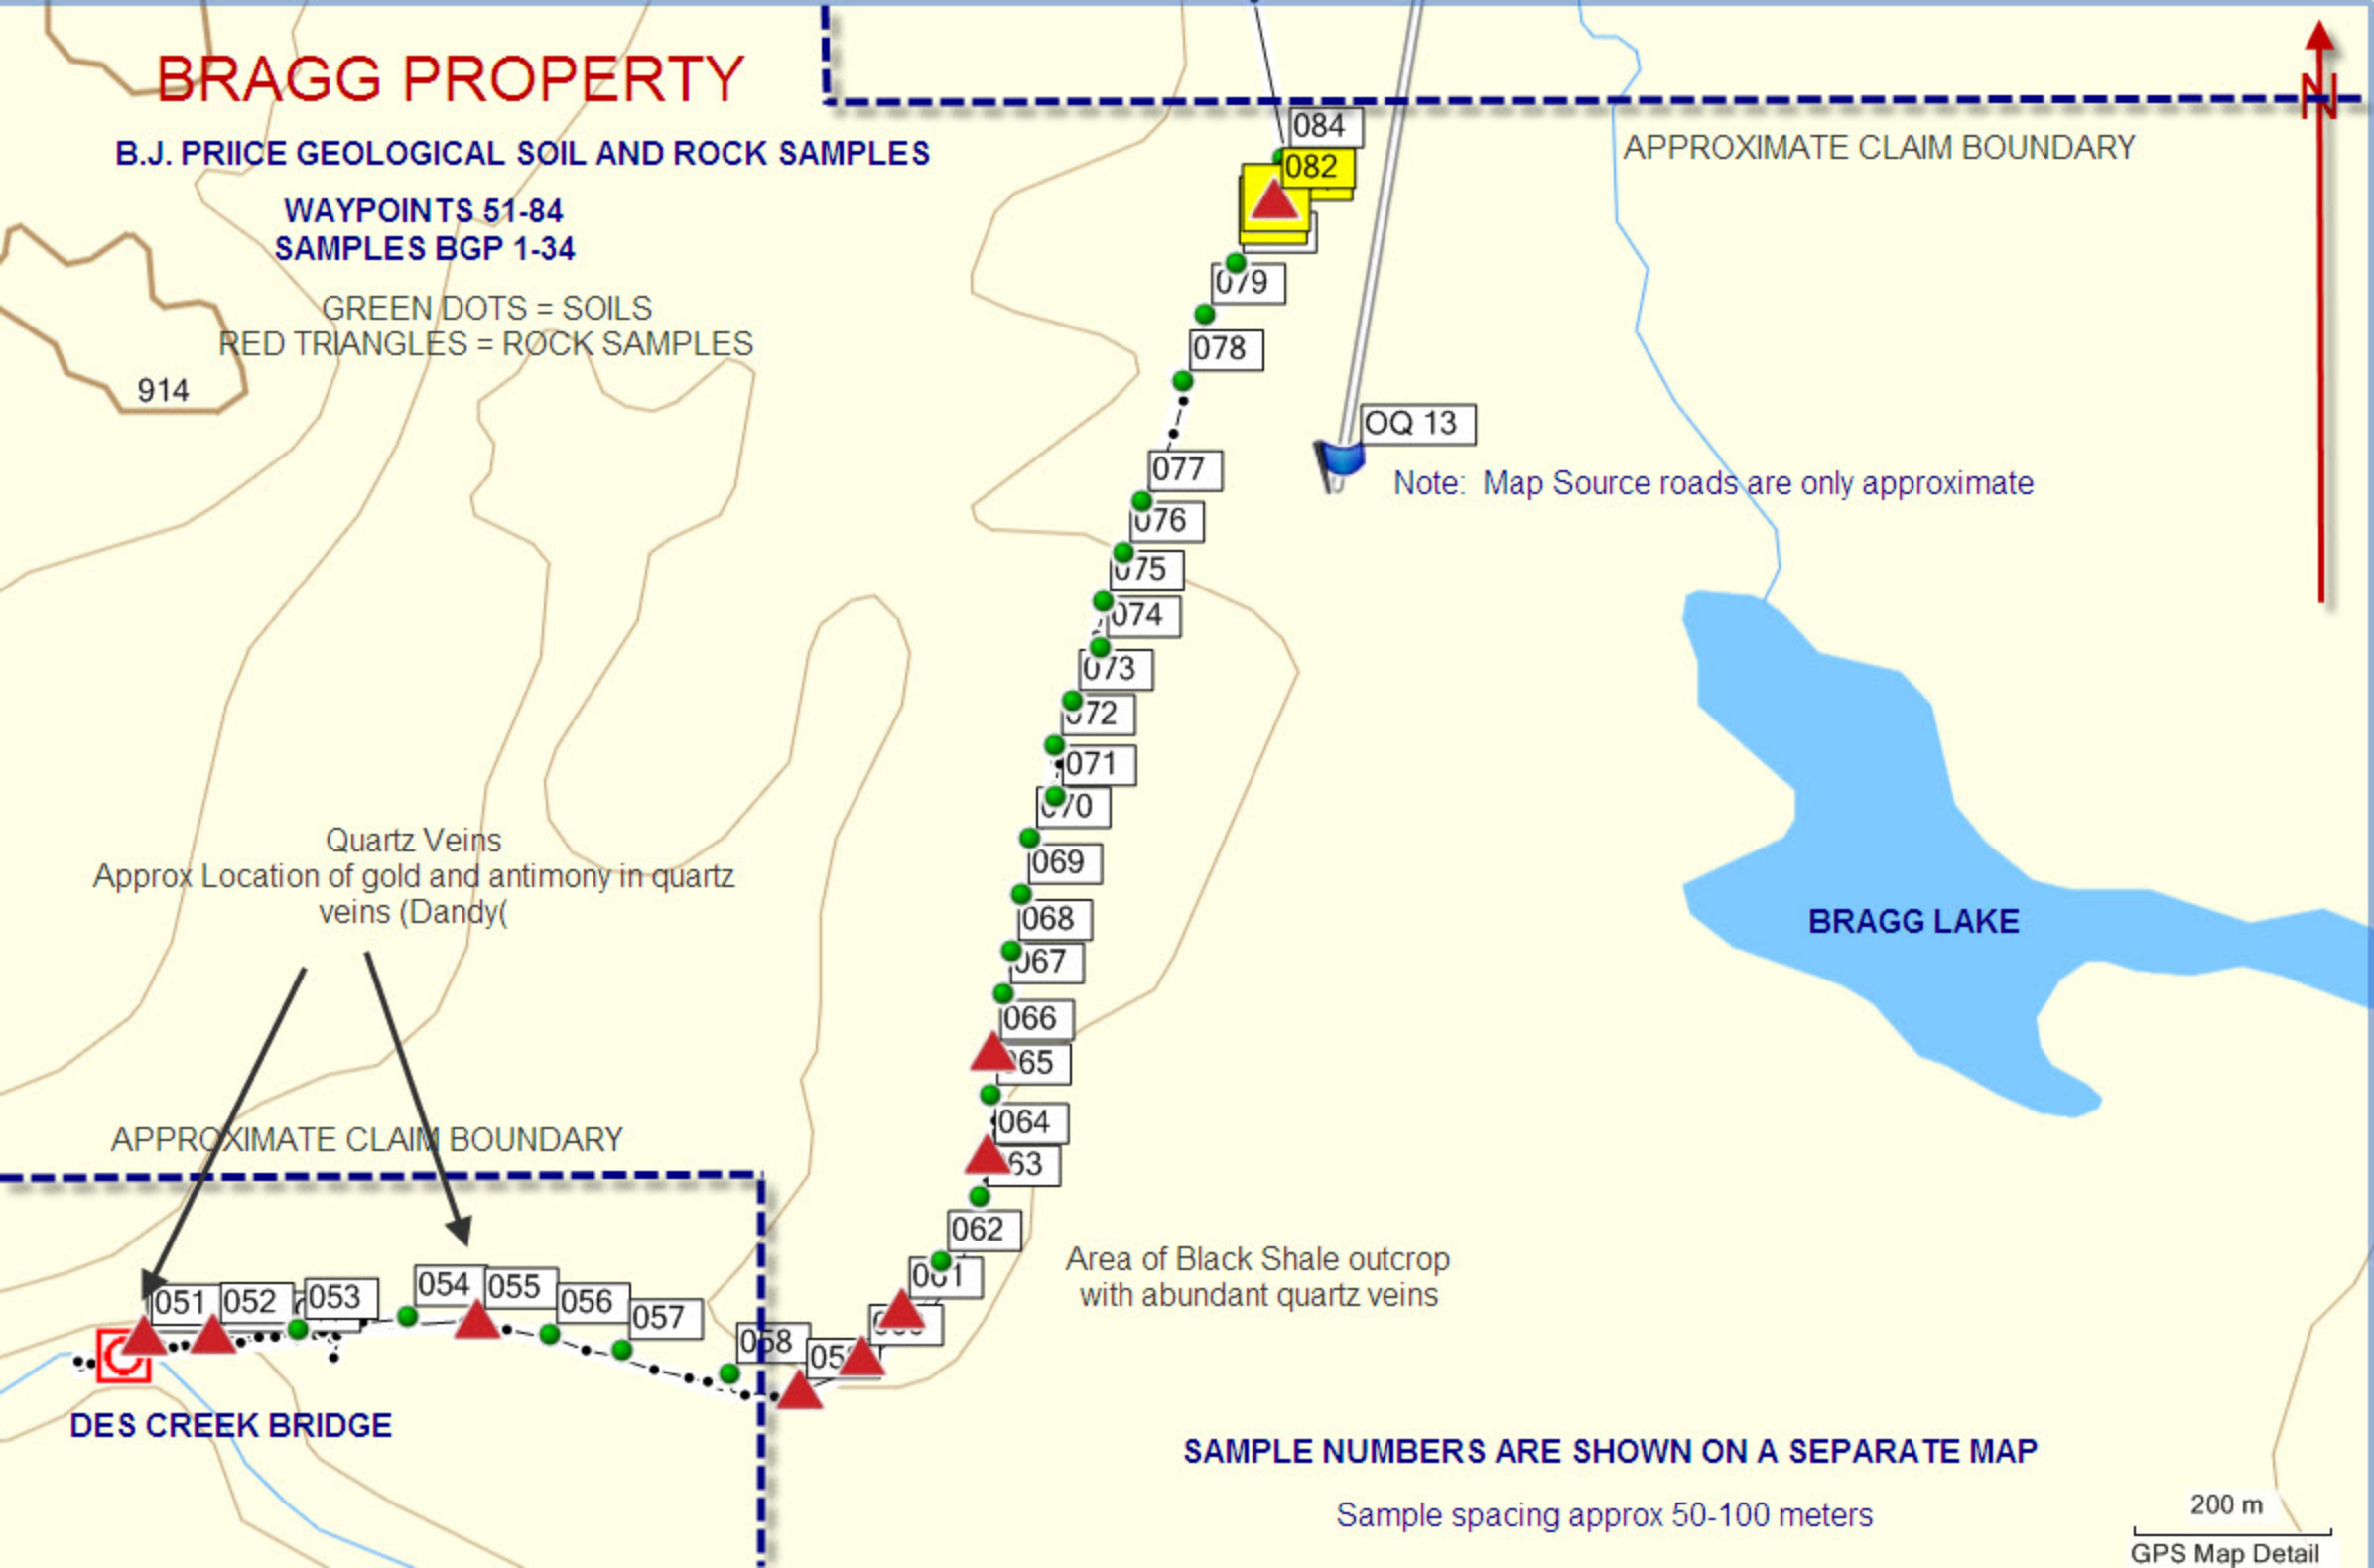 BRAGG PROPERTY
B.J. PRIICE GEOLOGICAL SOIL AND ROCK SAMPLES
WAYPOINTS 51-84
SAMPLES BGP 1-34
GREEN DOTS = SOILS
RED TRIANGLES = ROCK SAMPLES
914
084
082
APPROXIMATE CLAIM BOUNDARY
N
079
078
OQ 13
Note: Map Source roads are only approximate
077
076
075
074
073
072
071
070
069
068
067
066
065
064
063
062
061
BRAGG LAKE
Quartz Veins
Approx Location of gold and antimony in quartz
veins (Dandy(
APPROXIMATE CLAIM BOUNDARY
051
052
053
054
055
056
057
058
Area of Black Shale outcrop
with abundant quartz veins
DES CREEK BRIDGE
SAMPLE NUMBERS ARE SHOWN ON A SEPARATE MAP
Sample spacing approx 50-100 meters
200 m
GPS Map Detail